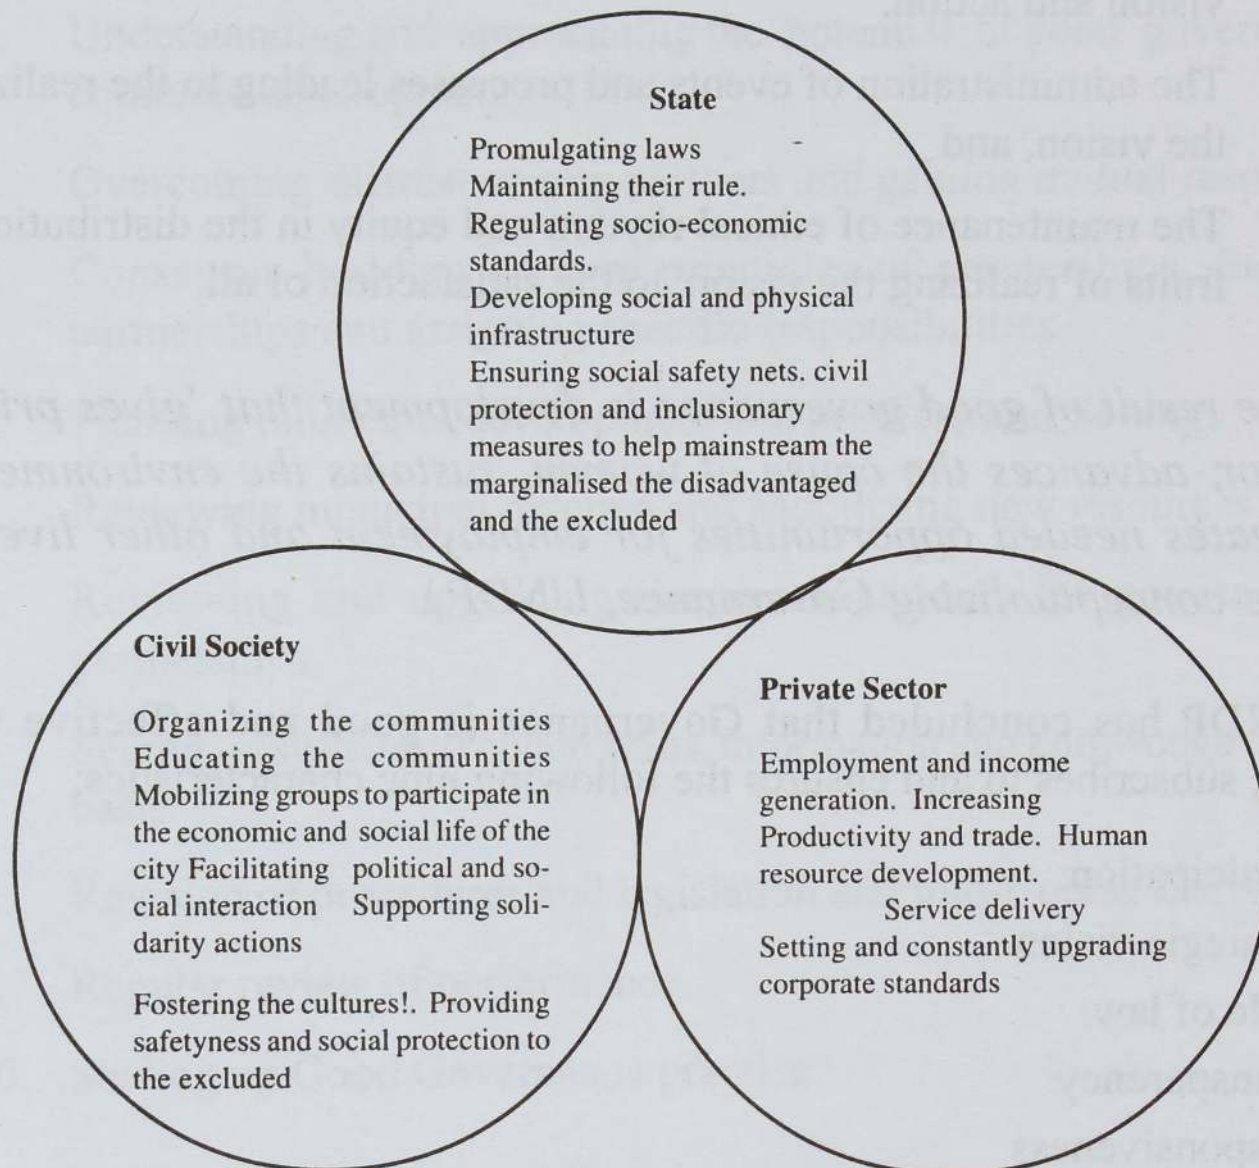 State
Promulgating laws
Maintaining their rule.
Regulating socio-economic
standards.
Developing social and physical
infrastructure
Ensuring social safety nets. civil
protection and inclusionary
measures to help mainstream the
marginalised the disadvantaged
and the excluded
Civil Society
Organizing the communities
Educating the communities
Mobilizing groups to participate in
the economic and social life of the
city Facilitating political and so-
cial interaction Supporting soli-
darity actions
Fostering the cultures!. Providing
safetyness and social protection to
the excluded
Private Sector
Employment and income
generation. Increasing
Productivity and trade. Human
resource development.
Service delivery
Setting and constantly upgrading
corporate standards